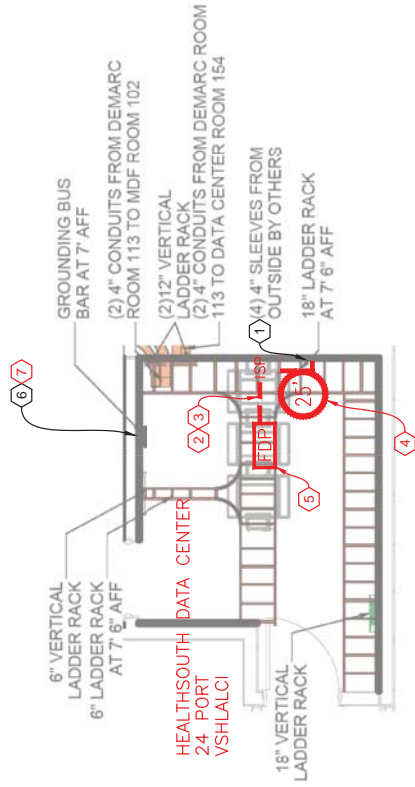 6" VERTICAL
LADDER RACK
6" LADDER RACK
AT 7' 6" AFF
HEALTHSOUTH DATA CENTER
24 PORT
VSHLALCI
18" VERTICAL
LADDER RACK
6
7
GROUNDING BUS
BAR AT 7' AFF
(2) 4" CONDUITS FROM DEMARC
ROOM 113 TO MDF ROOM 102
(2)12" VERTICAL
LADDER RACK
(2) 4" CONDUITS FROM DEMARC ROOM
113 TO DATA CENTER ROOM 154
(4) 4" SLEEVES FROM
OUTSIDE BY OTHERS
18" LADDER RACK
AT 7' 6" AFF
1
2
3
ISP
FDP
25'
5
4